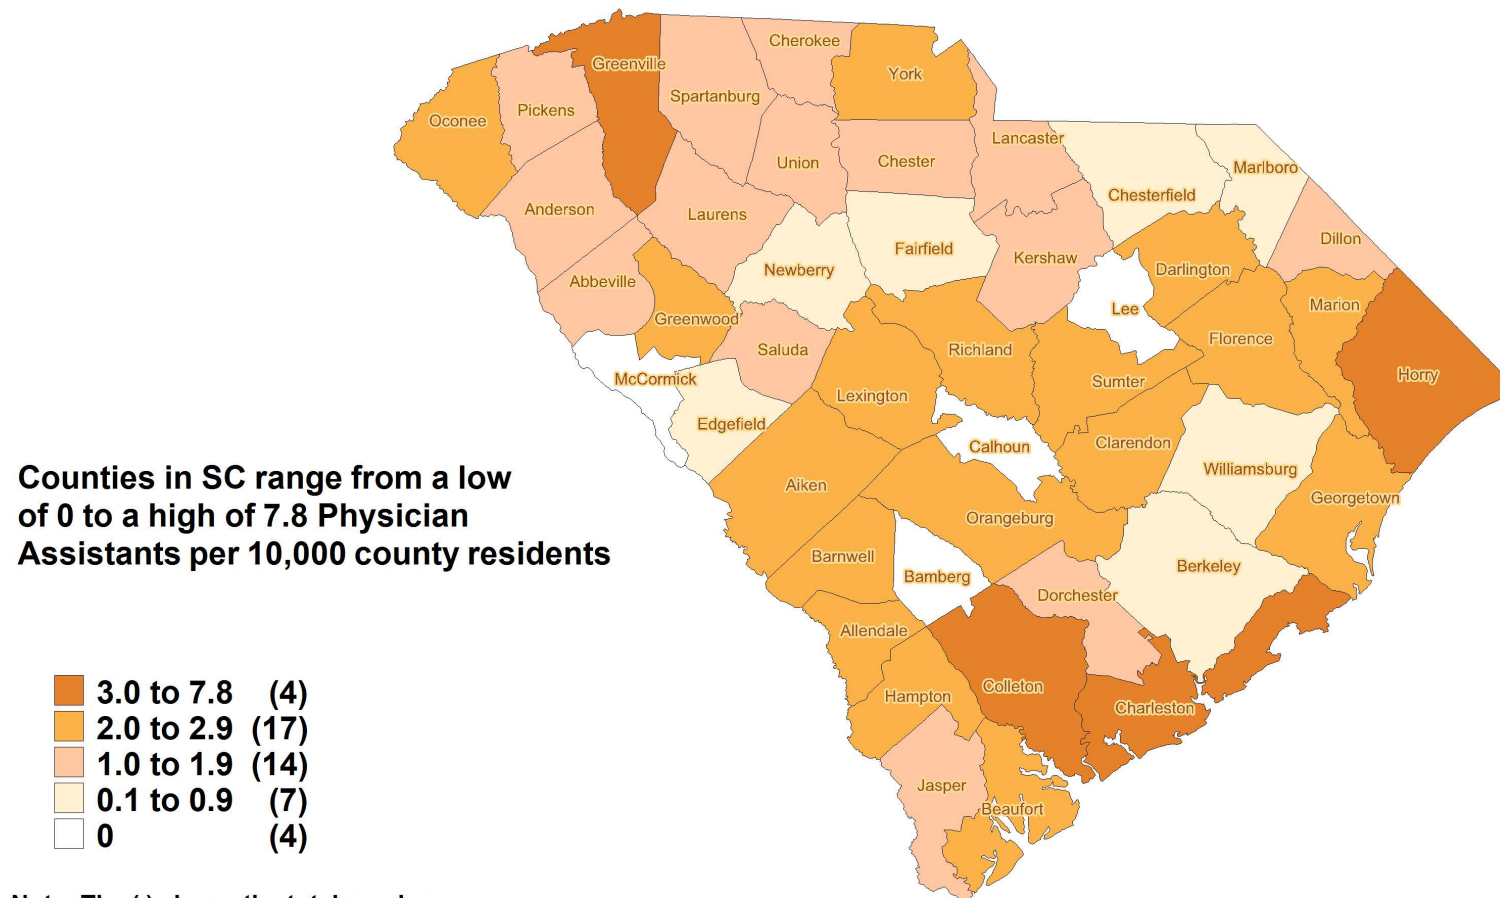 Cherokee
Greenville
York
Spartanburg
Pickens
Oconee
Lancaster
Union
Chester
Marlboro
Chesterfield
Anderson
Laurens
Dillon
Fairfield
Kershaw
Newberry
Darlington
Abbeville
Marion
Lee
Greenwood
Florence
Saluda
Richland
Horry
McCormick
Sumter
Lexington
Edgefield
Clarendon
Calhoun
Williamsburg
Aiken
Georgetown
Orangeburg
Barnwell
Berkeley
Bamberg
Dorchester
Allendale
Colleton
Hampton
Charleston
Jasper
Beaufort
Counties in SC range from a low
of 0 to a high of 7.8 Physician
Assistants per 10,000 county residents
3.0 to 7.8 (4)
2.0 to 2.9 (17)
1.0 to 1.9 (14)
0.1 to 0.9 (7)
0 (4)